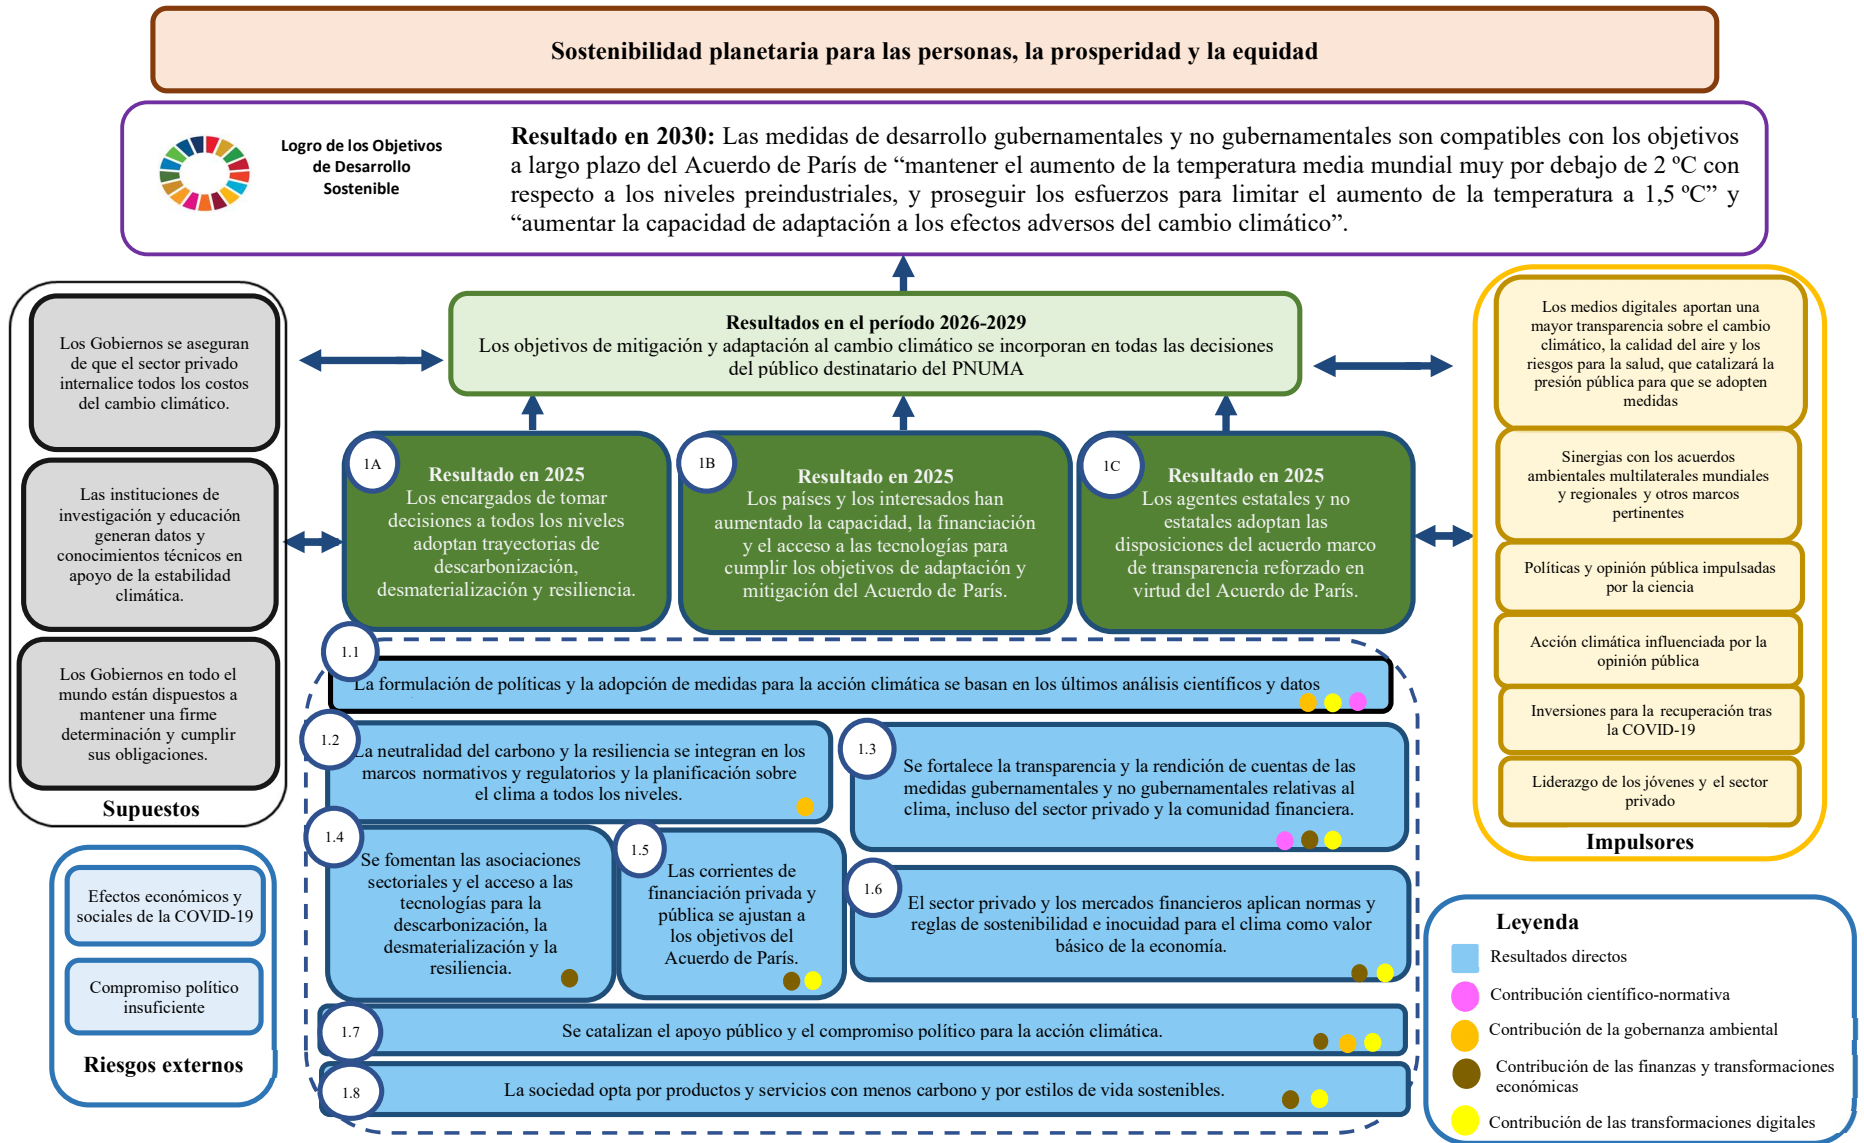 Sostenibilidad planetaria para las personas, la prosperidad y la equidad
Logro de los Objetivos
de Desarrollo
Sostenible
Resultado en 2030: Las medidas de desarrollo gubernamentales y no gubernamentales son compatibles con los objetivos
a largo plazo del Acuerdo de París de “mantener el aumento de la temperatura media mundial muy por debajo de 2 ºC con
respecto a los niveles preindustriales, y proseguir los esfuerzos para limitar el aumento de la temperatura a 1,5 ºC” y
“aumentar la capacidad de adaptación a los efectos adversos del cambio climático”.
Los Gobiernos se aseguran
de que el sector privado
internalice todos los costos
del cambio climático.
Las instituciones de
investigación y educación
generan datos y
conocimientos técnicos en
apoyo de la estabilidad
climática.
Los Gobiernos en todo el
mundo están dispuestos a
mantener una firme
determinación y cumplir
sus obligaciones.
Supuestos
Efectos económicos y
sociales de la COVID-19
Compromiso político
insuficiente
Riesgos externos
Resultados en el período 2026-2029
Los objetivos de mitigación y adaptación al cambio climático se incorporan en todas las decisiones
del público destinatario del PNUMA
1A
Resultado en 2025
Los encargados de tomar
decisiones a todos los niveles
adoptan trayectorias de
descarbonización,
desmaterialización y resiliencia.
1B
Resultado en 2025
Los países y los interesados han
aumentado la capacidad, la financiación
y el acceso a las tecnologías para
cumplir los objetivos de adaptación y
mitigación del Acuerdo de París.
1C
Resultado en 2025
Los agentes estatales y no
estatales adoptan las
disposiciones del acuerdo marco
de transparencia reforzado en
virtud del Acuerdo de París.
1.1
La formulación de políticas y la adopción de medidas para la acción climática se basan en los últimos análisis científicos y datos
1.2
La neutralidad del carbono y la resiliencia se integran en los
marcos normativos y regulatorios y la planificación sobre
el clima a todos los niveles.
1.3
Se fortalece la transparencia y la rendición de cuentas de las
medidas gubernamentales y no gubernamentales relativas al
clima, incluso del sector privado y la comunidad financiera.
1.4
Se fomentan las asociaciones
sectoriales y el acceso a las
tecnologías para la
descarbonización, la
desmaterialización y la
resiliencia.
1.5
Las corrientes de
financiación privada y
pública se ajustan a
los objetivos del
Acuerdo de París.
1.6
El sector privado y los mercados financieros aplican normas y
reglas de sostenibilidad e inocuidad para el clima como valor
básico de la economía.
1.7
Se catalizan el apoyo público y el compromiso político para la acción climática.
1.8
La sociedad opta por productos y servicios con menos carbono y por estilos de vida sostenibles.
Los medios digitales aportan una
mayor transparencia sobre el cambio
climático, la calidad del aire y los
riesgos para la salud, que catalizará la
presión pública para que se adopten
medidas
Sinergias con los acuerdos
ambientales multilaterales mundiales
y regionales y otros marcos
pertinentes
Políticas y opinión pública impulsadas
por la ciencia
Acción climática influenciada por la
opinión pública
Inversiones para la recuperación tras
la COVID-19
Liderazgo de los jóvenes y el sector
privado
Impulsores
Leyenda
Resultados directos
Contribución científico-normativa
Contribución de la gobernanza ambiental
Contribución de las finanzas y transformaciones
económicas
Contribución de las transformaciones digitales